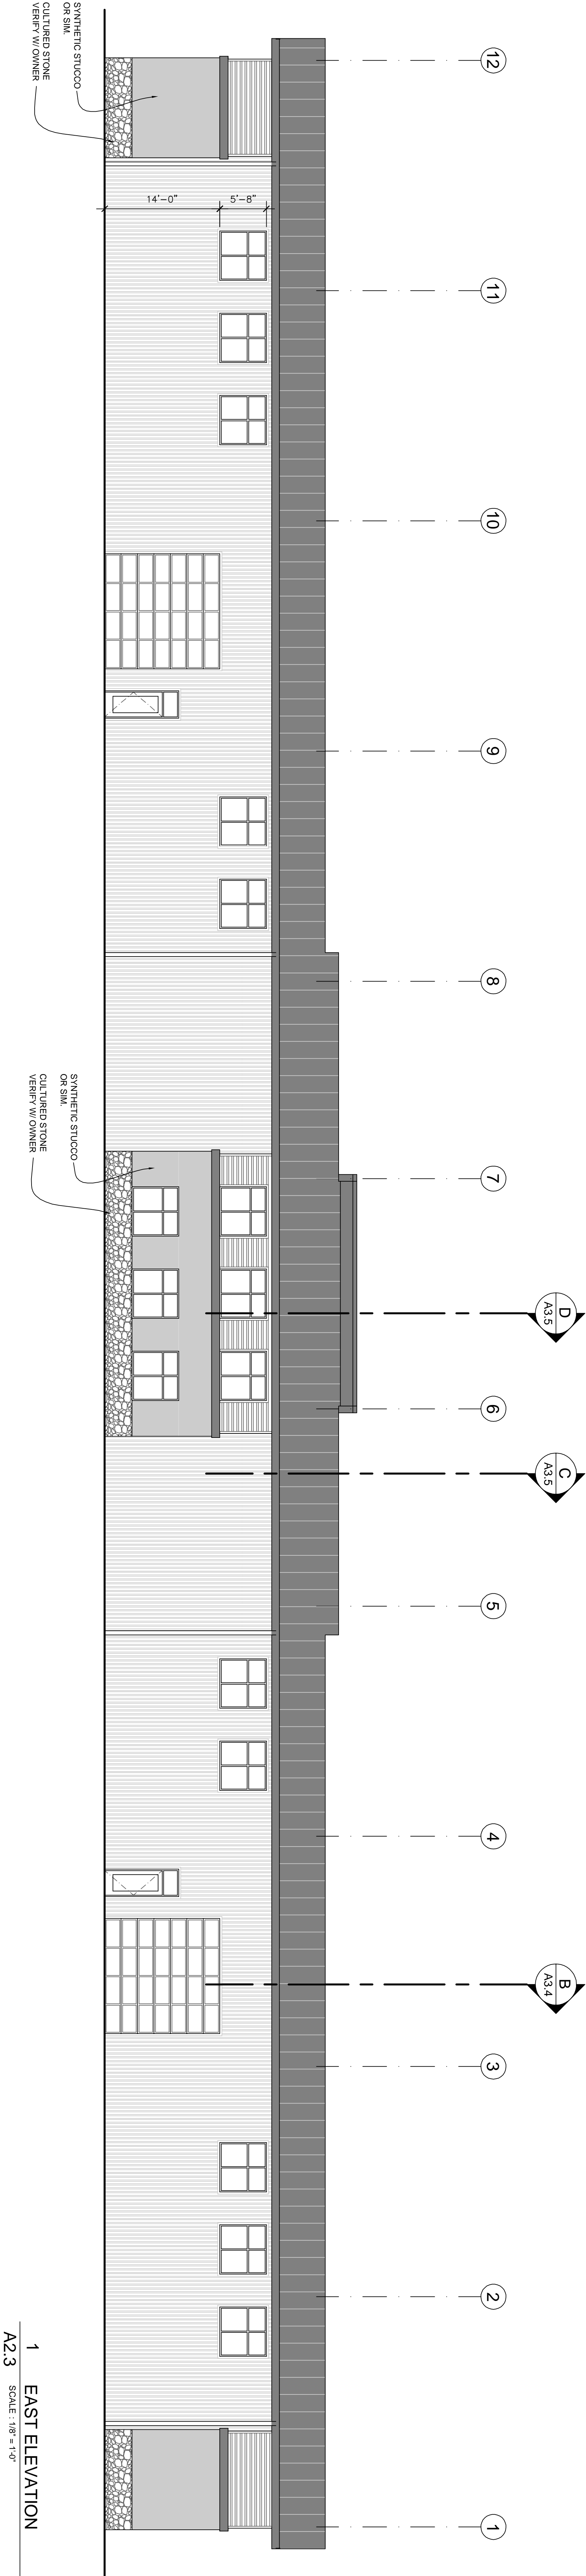 12
11
10
9
8
7
6
5
4
3
2
1
D
A3.5
C
A3.5
B
A3.4
5'-8"
14'-0"
SYNTHETIC STUCCO
OR SIM.
CULTURED STONE
VERIFY W/ OWNER
SYNTHETIC STUCCO
OR SIM.
CULTURED STONE
VERIFY W/ OWNER
1 EAST ELEVATION
A2.3 SCALE : 1/8" = 1'-0"